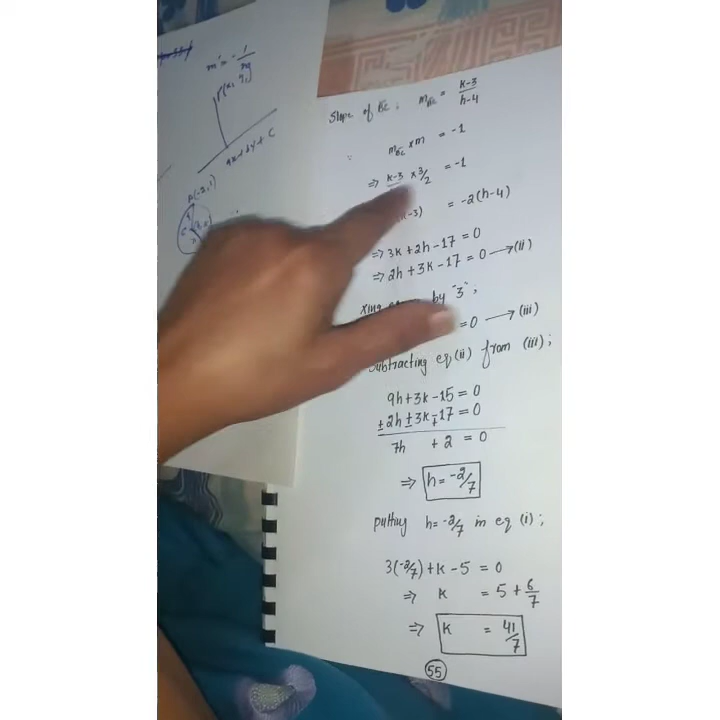 m' = - 1/m
ax+by+c
Slope of BC : m_BC = k-3/h-4
∵ m_BC × m = -1
⇒ k-3 × 3/2 = -1
-3) = -2(h-4)
⇒ 3k+2h-17 = 0
⇒ 2h+3k-17 = 0 → (ii)
xing by "3" ;
=0 → (iii)
Subtracting eq(ii) from (iii) ;
9h+3k-15 = 0
±2h±3k∓17 = 0
7h +2 = 0
⇒ h = -2/7
putting h=-2/7 in eq (i) ;
3(-2/7)+k-5 = 0
⇒ k = 5+6/7
⇒ k = 41/7
55